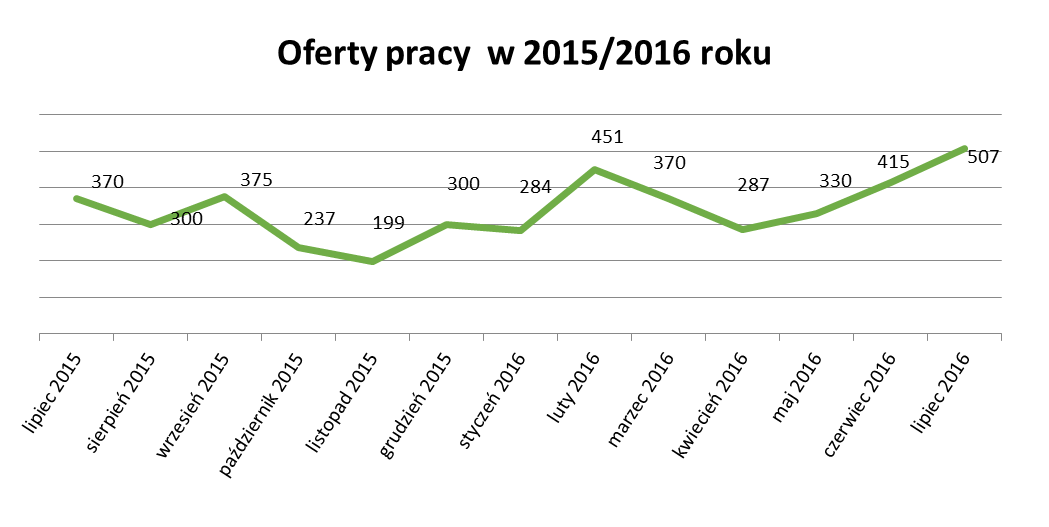 Oferty pracy  w 2015/2016 roku
370
300
375
237
199
300
284
451
370
287
330
415
507
lipiec 2015
sierpień 2015
wrzesień 2015
październik 2015
listopad 2015
grudzień 2015
styczeń 2016
luty 2016
marzec 2016
kwiecień 2016
maj 2016
czerwiec 2016
lipiec 2016